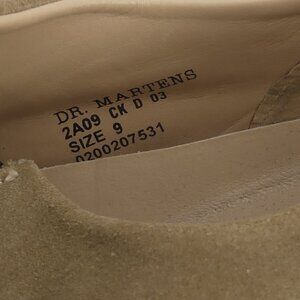 DR. MARTENS
2A09 CK D 03
SIZE 9
0200207531